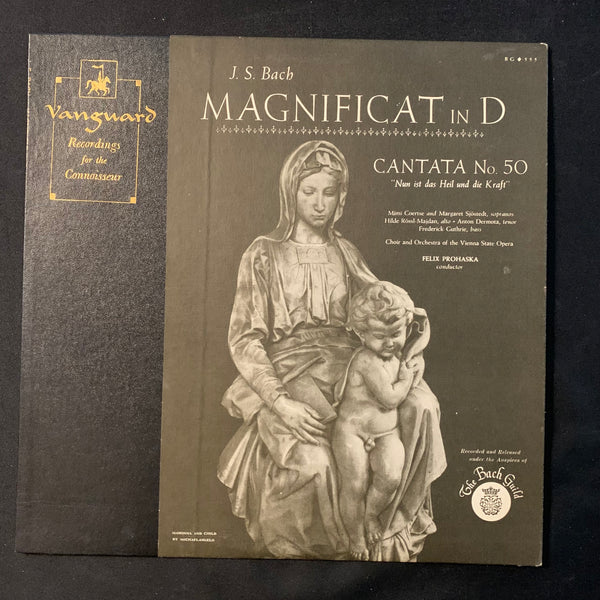 Vanguard
Recordings
for the
Connoisseur
BG 555
J. S. Bach
MAGNIFICAT IN D
CANTATA No. 50
"Nun ist das Heil und die Kraft"
Mimi Coertse and Margaret Sjöstedt, sopranos
Hilde Rössl-Majdan, alto • Anton Dermota, tenor
Frederick Guthrie, bass
Choir and Orchestra of the Vienna State Opera
FELIX PROHASKA
conductor
Recorded and Released
under the Auspices of
The Bach Guild
MADONNA AND CHILD
BY MICHAELANGELO